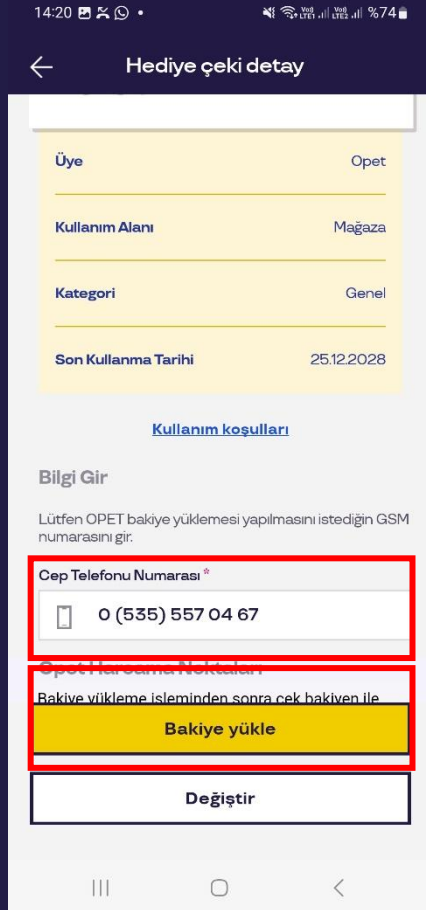 14:20
%74
Hediye çeki detay
Üye Opet
Kullanım Alanı Mağaza
Kategori Genel
Son Kullanma Tarihi 25.12.2028
Kullanım koşulları
Bilgi Gir
Lütfen OPET bakiye yüklemesi yapılmasını istediğin GSM
numarasını gir.
Cep Telefonu Numarası *
0 (535) 557 04 67
Opet Harcama Noktaları
Bakiye yükleme işleminden sonra çek bakiyen ile
Bakiye yükle
Değiştir